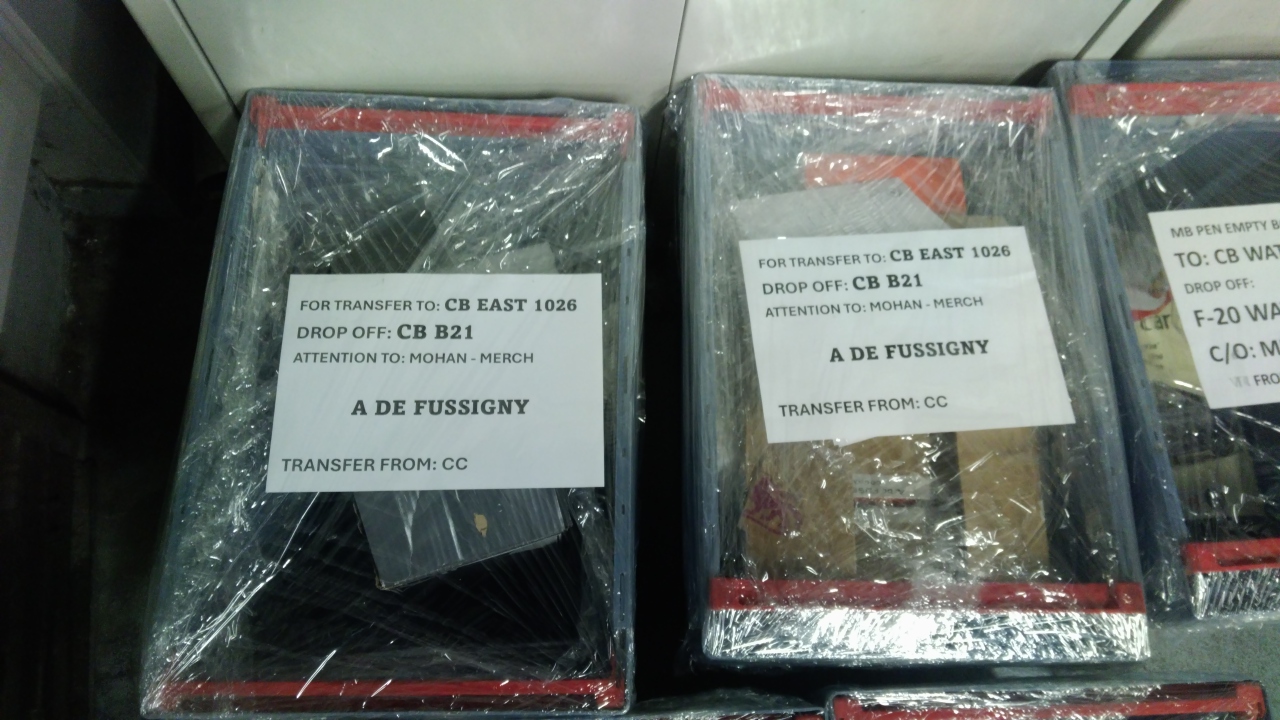 FOR TRANSFER TO: CB EAST 1026
DROP OFF: CB B21
ATTENTION TO: MOHAN - MERCH
A DE FUSSIGNY
TRANSFER FROM: CC
FOR TRANSFER TO: CB EAST 1026
DROP OFF: CB B21
ATTENTION TO: MOHAN - MERCH
A DE FUSSIGNY
TRANSFER FROM: CC
MB PEN EMPTY
TO: CB
DROP OFF:
F-20
C/O: